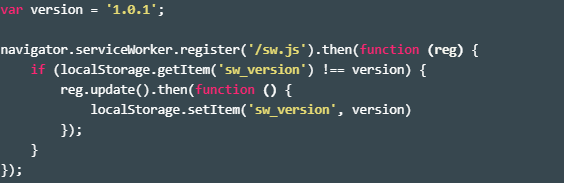 var version = '1.0.1';

navigator.serviceWorker.register('/sw.js').then(function (reg) {
    if (localStorage.getItem('sw_version') !== version) {
        reg.update().then(function () {
            localStorage.setItem('sw_version', version)
        });
    }
});